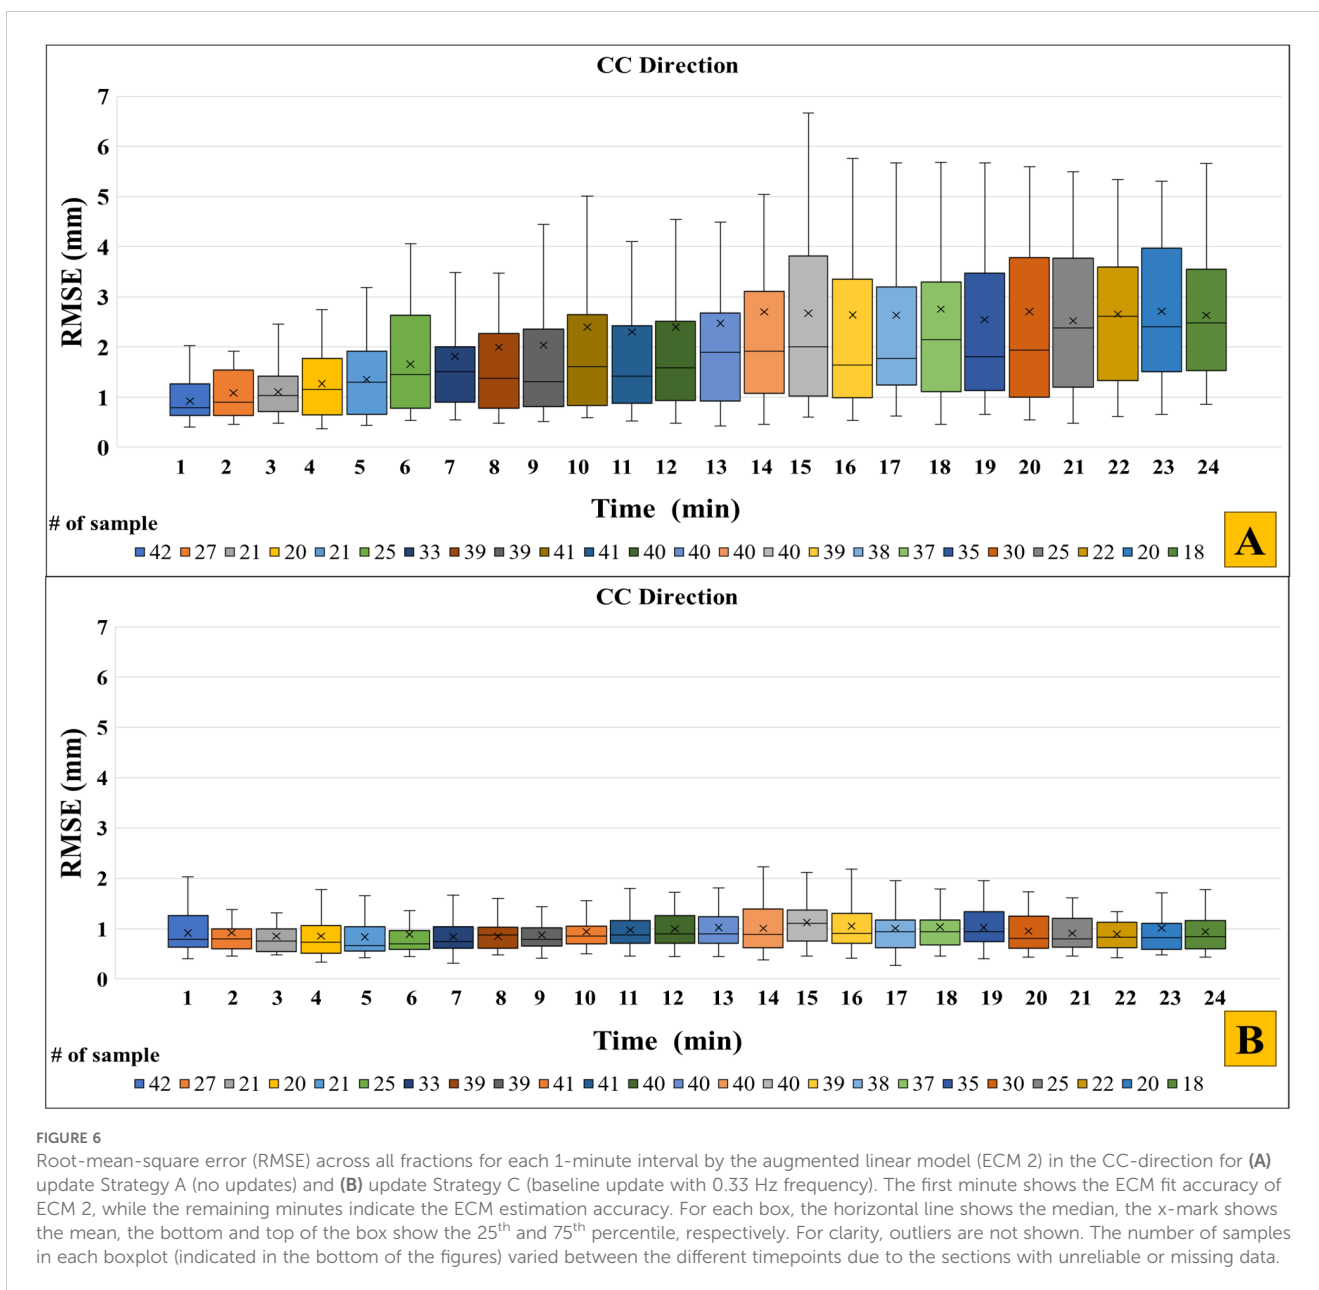 CC Direction
7
6
5
4
3
2
1
0
RMSE (mm)
1 2 3 4 5 6 7 8 9 10 11 12 13 14 15 16 17 18 19 20 21 22 23 24
Time (min)
# of sample
42 27 21 20 21 25 33 39 39 41 41 40 40 40 40 39 38 37 35 30 25 22 20 18
A
CC Direction
7
6
5
4
3
2
1
0
RMSE (mm)
1 2 3 4 5 6 7 8 9 10 11 12 13 14 15 16 17 18 19 20 21 22 23 24
Time (min)
# of sample
42 27 21 20 21 25 33 39 39 41 41 40 40 40 40 39 38 37 35 30 25 22 20 18
B
FIGURE 6
Root-mean-square error (RMSE) across all fractions for each 1-minute interval by the augmented linear model (ECM 2) in the CC-direction for (A)
update Strategy A (no updates) and (B) update Strategy C (baseline update with 0.33 Hz frequency). The first minute shows the ECM fit accuracy of
ECM 2, while the remaining minutes indicate the ECM estimation accuracy. For each box, the horizontal line shows the median, the x-mark shows
the mean, the bottom and top of the box show the 25th and 75th percentile, respectively. For clarity, outliers are not shown. The number of samples
in each boxplot (indicated in the bottom of the figures) varied between the different timepoints due to the sections with unreliable or missing data.